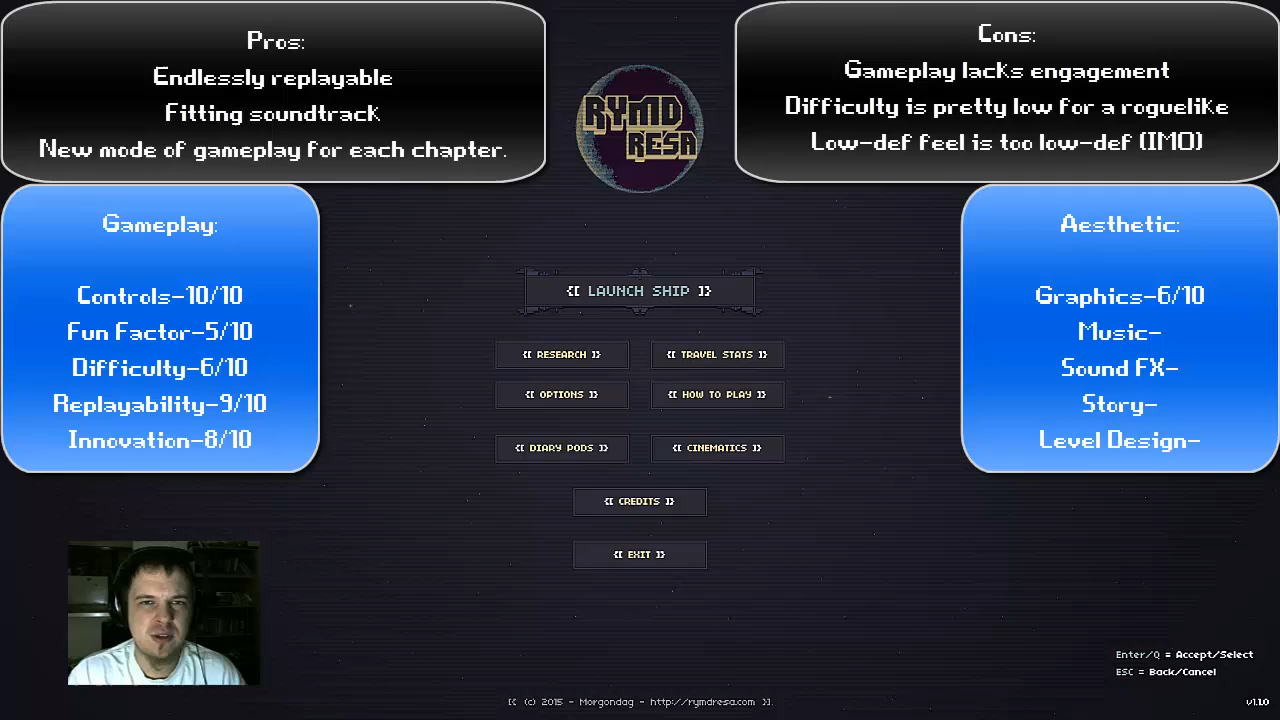 Pros:
Endlessly replayable
Fitting soundtrack
New mode of gameplay for each chapter.
Cons:
Gameplay lacks engagement
Difficulty is pretty low for a roguelike
Low-def feel is too low-def (IMO)
RYMD
RESA
Gameplay:
Controls-10/10
Fun Factor-5/10
Difficulty-6/10
Replayability-9/10
Innovation-8/10
Aesthetic:
Graphics-6/10
Music-
Sound FX-
Story-
Level Design-
{[ LAUNCH SHIP ]}
{[ RESEARCH ]}
{[ TRAVEL STATS ]}
{[ OPTIONS ]}
{[ HOW TO PLAY ]}
{[ DIARY PODS ]}
{[ CINEMATICS ]}
{[ CREDITS ]}
{[ EXIT ]}
Enter/Q = Accept/Select
ESC = Back/Cancel
{[ (c) 2015 - Morgondag - http://rymdresa.com ]}
v1.1.0